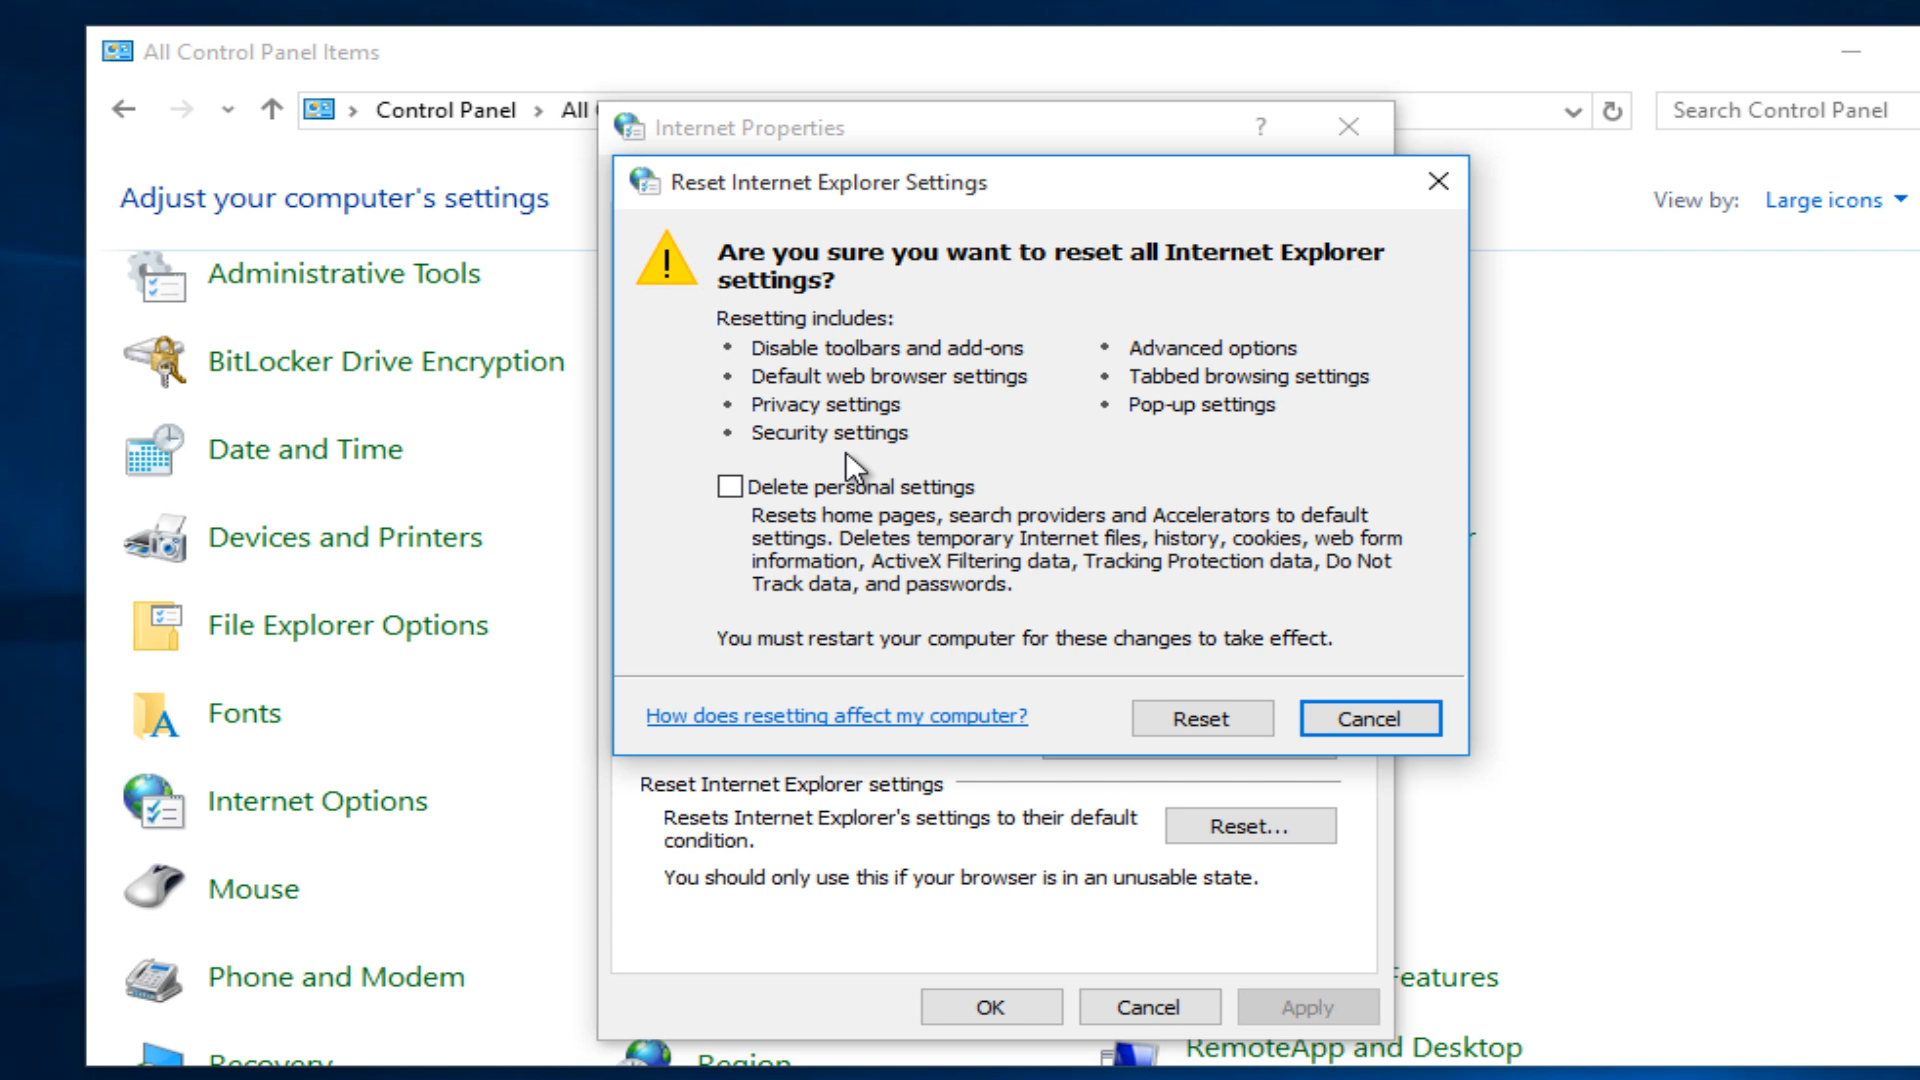 All Control Panel Items
Control Panel > All
Search Control Panel
Adjust your computer's settings
View by: Large icons
Administrative Tools
BitLocker Drive Encryption
Date and Time
Devices and Printers
File Explorer Options
Fonts
Internet Options
Mouse
Phone and Modem
Recovery
Region
Features
RemoteApp and Desktop
Internet Properties
?
Reset Internet Explorer Settings
Are you sure you want to reset all Internet Explorer
settings?
Resetting includes:
• Disable toolbars and add-ons
• Default web browser settings
• Privacy settings
• Security settings
• Advanced options
• Tabbed browsing settings
• Pop-up settings
Delete personal settings
Resets home pages, search providers and Accelerators to default
settings. Deletes temporary Internet files, history, cookies, web form
information, ActiveX Filtering data, Tracking Protection data, Do Not
Track data, and passwords.
You must restart your computer for these changes to take effect.
How does resetting affect my computer?
Reset
Cancel
Reset Internet Explorer settings
Resets Internet Explorer's settings to their default
condition.
Reset...
You should only use this if your browser is in an unusable state.
OK
Cancel
Apply